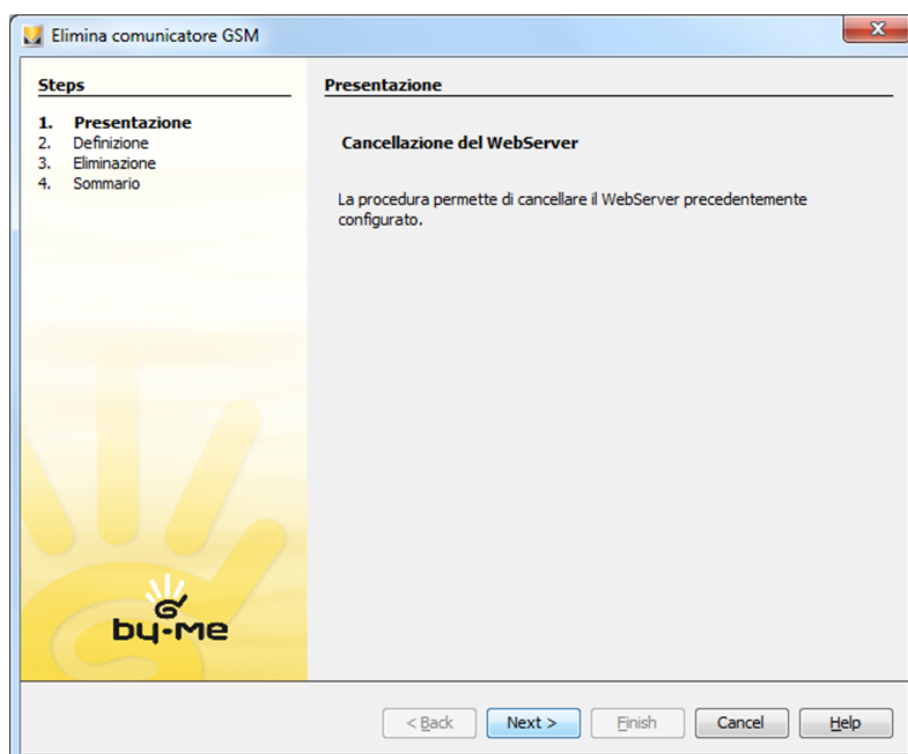 Elimina comunicatore GSM
Steps
1. Presentazione
2. Definizione
3. Eliminazione
4. Sommario
Presentazione
Cancellazione del WebServer
La procedura permette di cancellare il WebServer precedentemente
configurato.
by-me
< Back Next > Finish Cancel Help